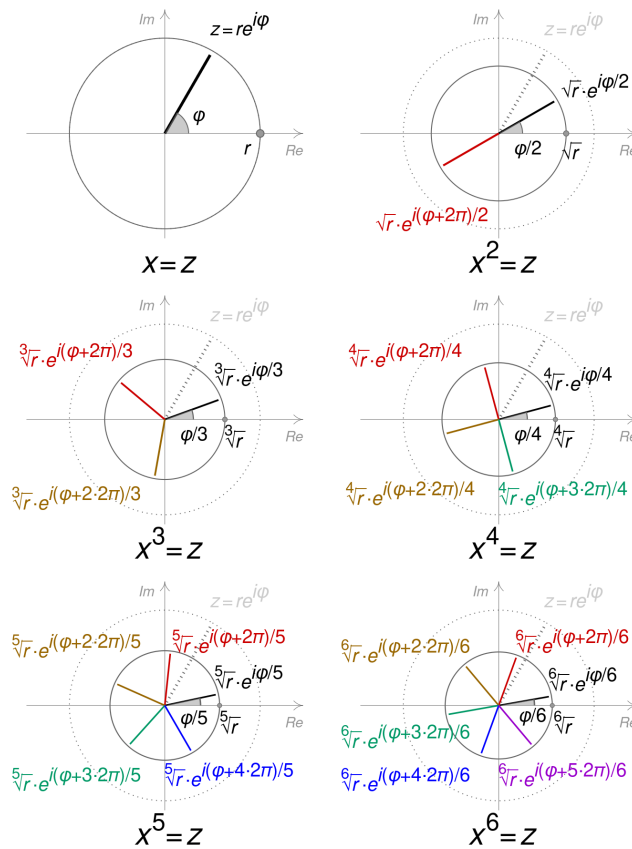 Im
z=re^{iφ}
φ
r
Re
x=z
Im
z=re^{iφ}
√r·e^{iφ/2}
φ/2
√r
Re
√r·e^{i(φ+2π)/2}
x²=z
Im
z=re^{iφ}
∛r·e^{i(φ+2π)/3}
∛r·e^{iφ/3}
φ/3
∛r
Re
∛r·e^{i(φ+2·2π)/3}
x³=z
Im
z=re^{iφ}
∜r·e^{i(φ+2π)/4}
∜r·e^{iφ/4}
φ/4
∜r
Re
∜r·e^{i(φ+2·2π)/4}
∜r·e^{i(φ+3·2π)/4}
x⁴=z
Im
z=re^{iφ}
⁵√r·e^{i(φ+2·2π)/5}
⁵√r·e^{i(φ+2π)/5}
⁵√r·e^{iφ/5}
φ/5
⁵√r
Re
⁵√r·e^{i(φ+3·2π)/5}
⁵√r·e^{i(φ+4·2π)/5}
x⁵=z
Im
z=re^{iφ}
⁶√r·e^{i(φ+2·2π)/6}
⁶√r·e^{i(φ+2π)/6}
⁶√r·e^{iφ/6}
φ/6
⁶√r
Re
⁶√r·e^{i(φ+3·2π)/6}
⁶√r·e^{i(φ+4·2π)/6}
⁶√r·e^{i(φ+5·2π)/6}
x⁶=z